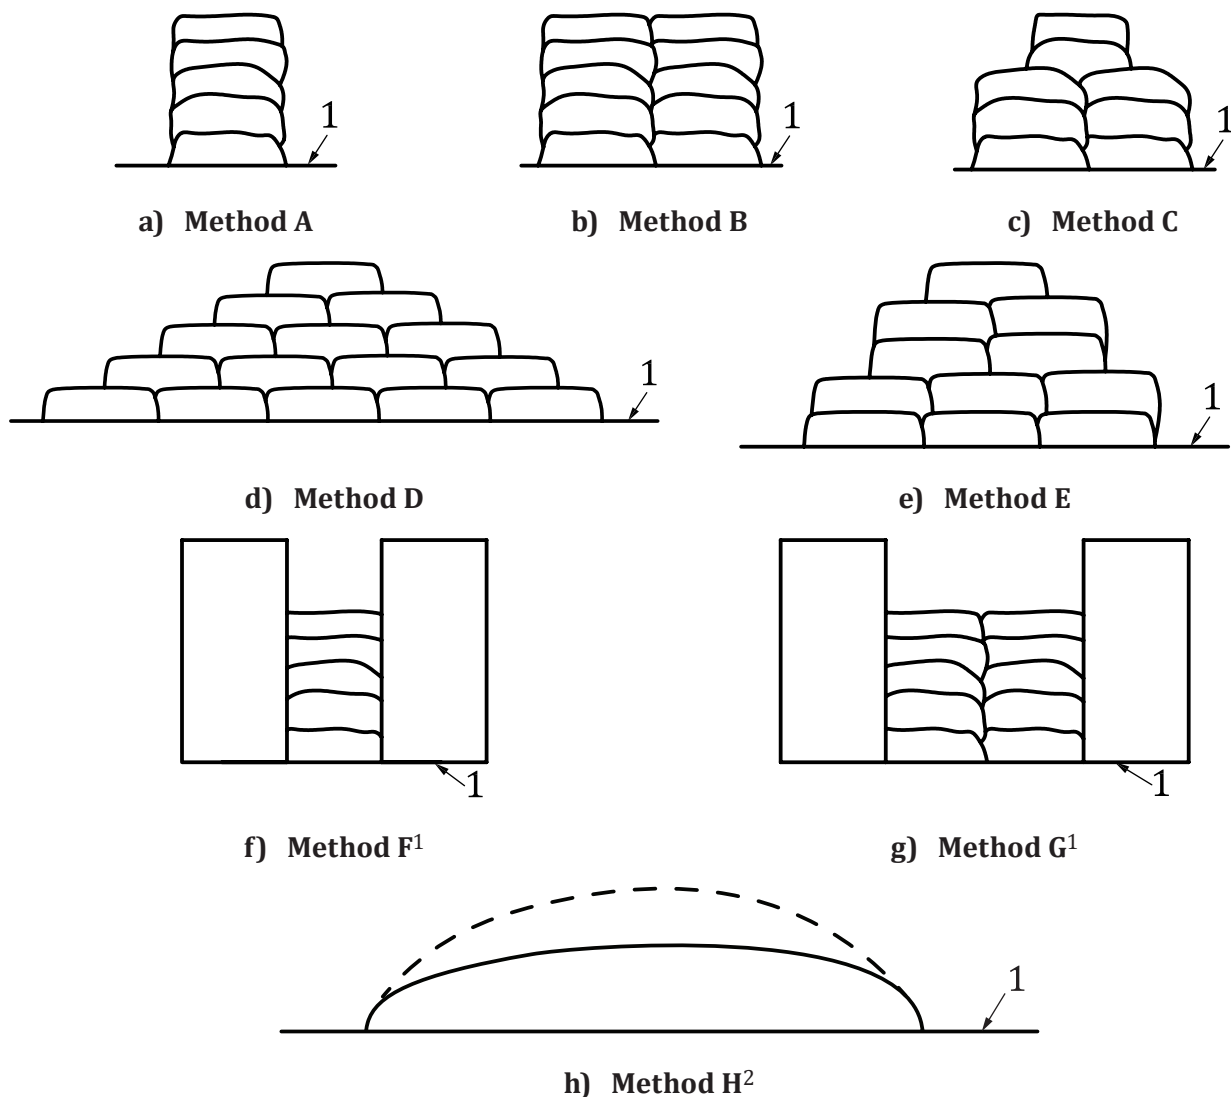 1
1
1
a) Method A
b) Method B
c) Method C
1
1
d) Method D
e) Method E
1
1
f) Method F¹
g) Method G¹
1
h) Method H²